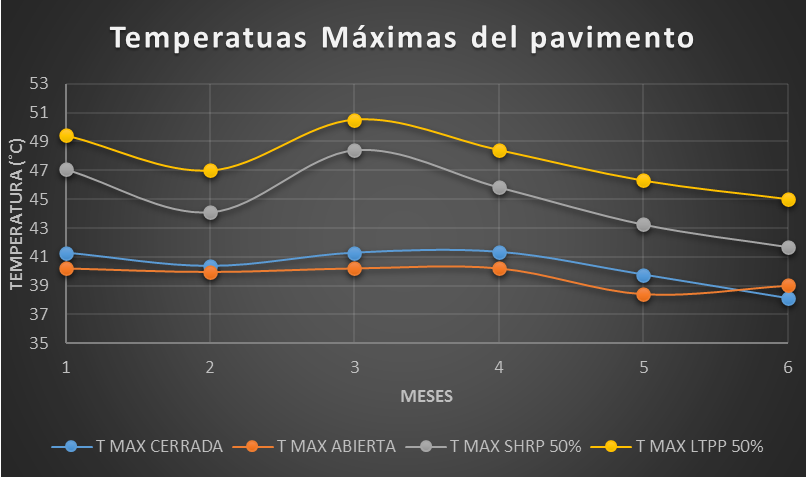 Temperatuas Máximas del pavimento
TEMPERATURA (˚C)
53
51
49
47
45
43
41
39
37
35
1 2 3 4 5 6
MESES
T MAX CERRADA T MAX ABIERTA T MAX SHRP 50% T MAX LTPP 50%